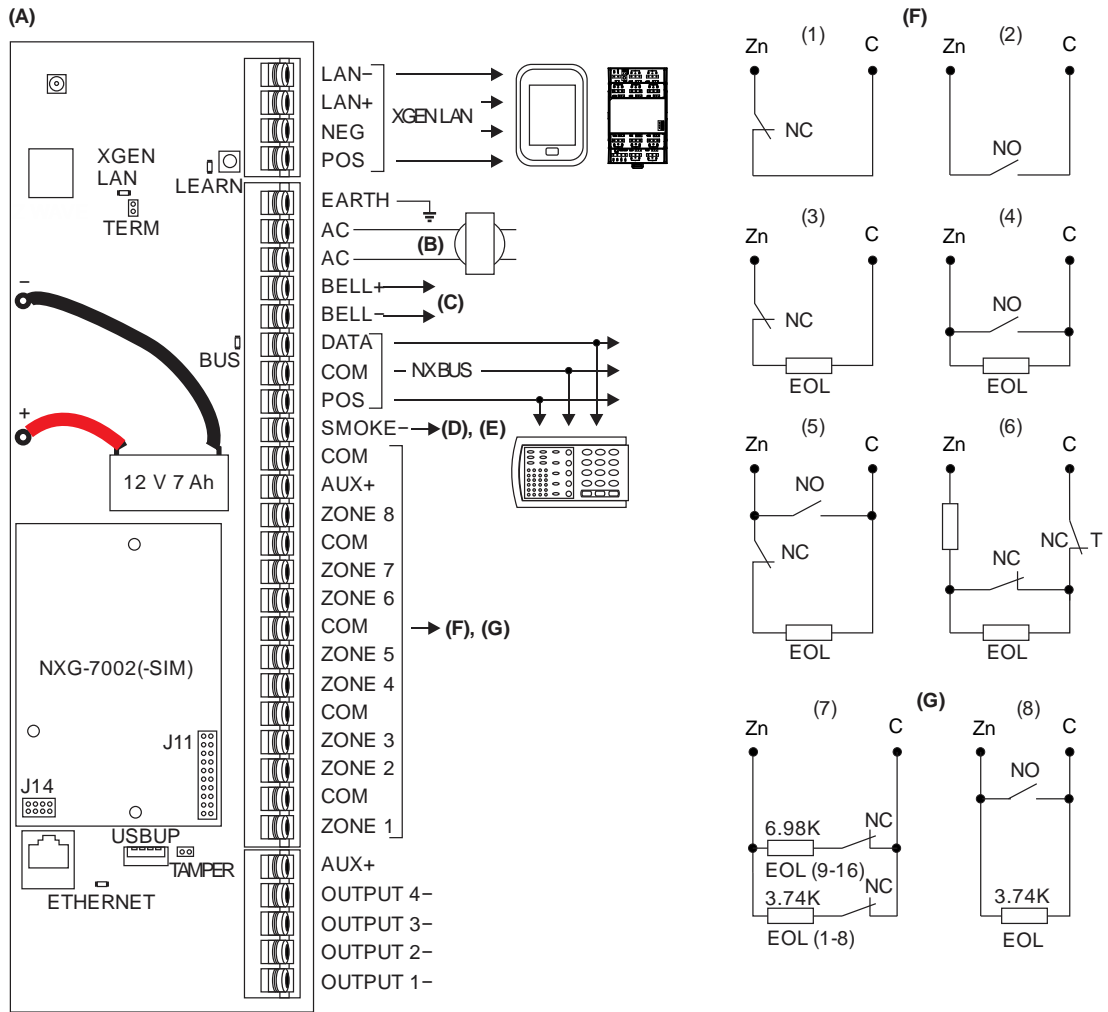 (A)
LAN−
LAN+
NEG
POS
XGEN LAN
XGEN
LAN
LEARN
TERM
EARTH
AC
AC
(B)
BELL+
BELL−
(C)
−
BUS
DATA
COM
POS
NXBUS
+
12 V 7 Ah
SMOKE−
(D), (E)
COM
AUX+
ZONE 8
COM
ZONE 7
ZONE 6
COM
ZONE 5
ZONE 4
COM
ZONE 3
ZONE 2
COM
ZONE 1
(F), (G)
NXG-7002(-SIM)
J11
J14
USBUP
TAMPER
ETHERNET
AUX+
OUTPUT 4−
OUTPUT 3−
OUTPUT 2−
OUTPUT 1−
(F)
Zn (1) C
NC
Zn (2) C
NO
Zn (3) C
NC
EOL
Zn (4) C
NO
EOL
Zn (5) C
NO
NC
EOL
Zn (6) C
NC T
NC
EOL
(G)
Zn (7) C
6.98K NC
EOL (9-16)
3.74K NC
EOL (1-8)
Zn (8) C
NO
3.74K
EOL